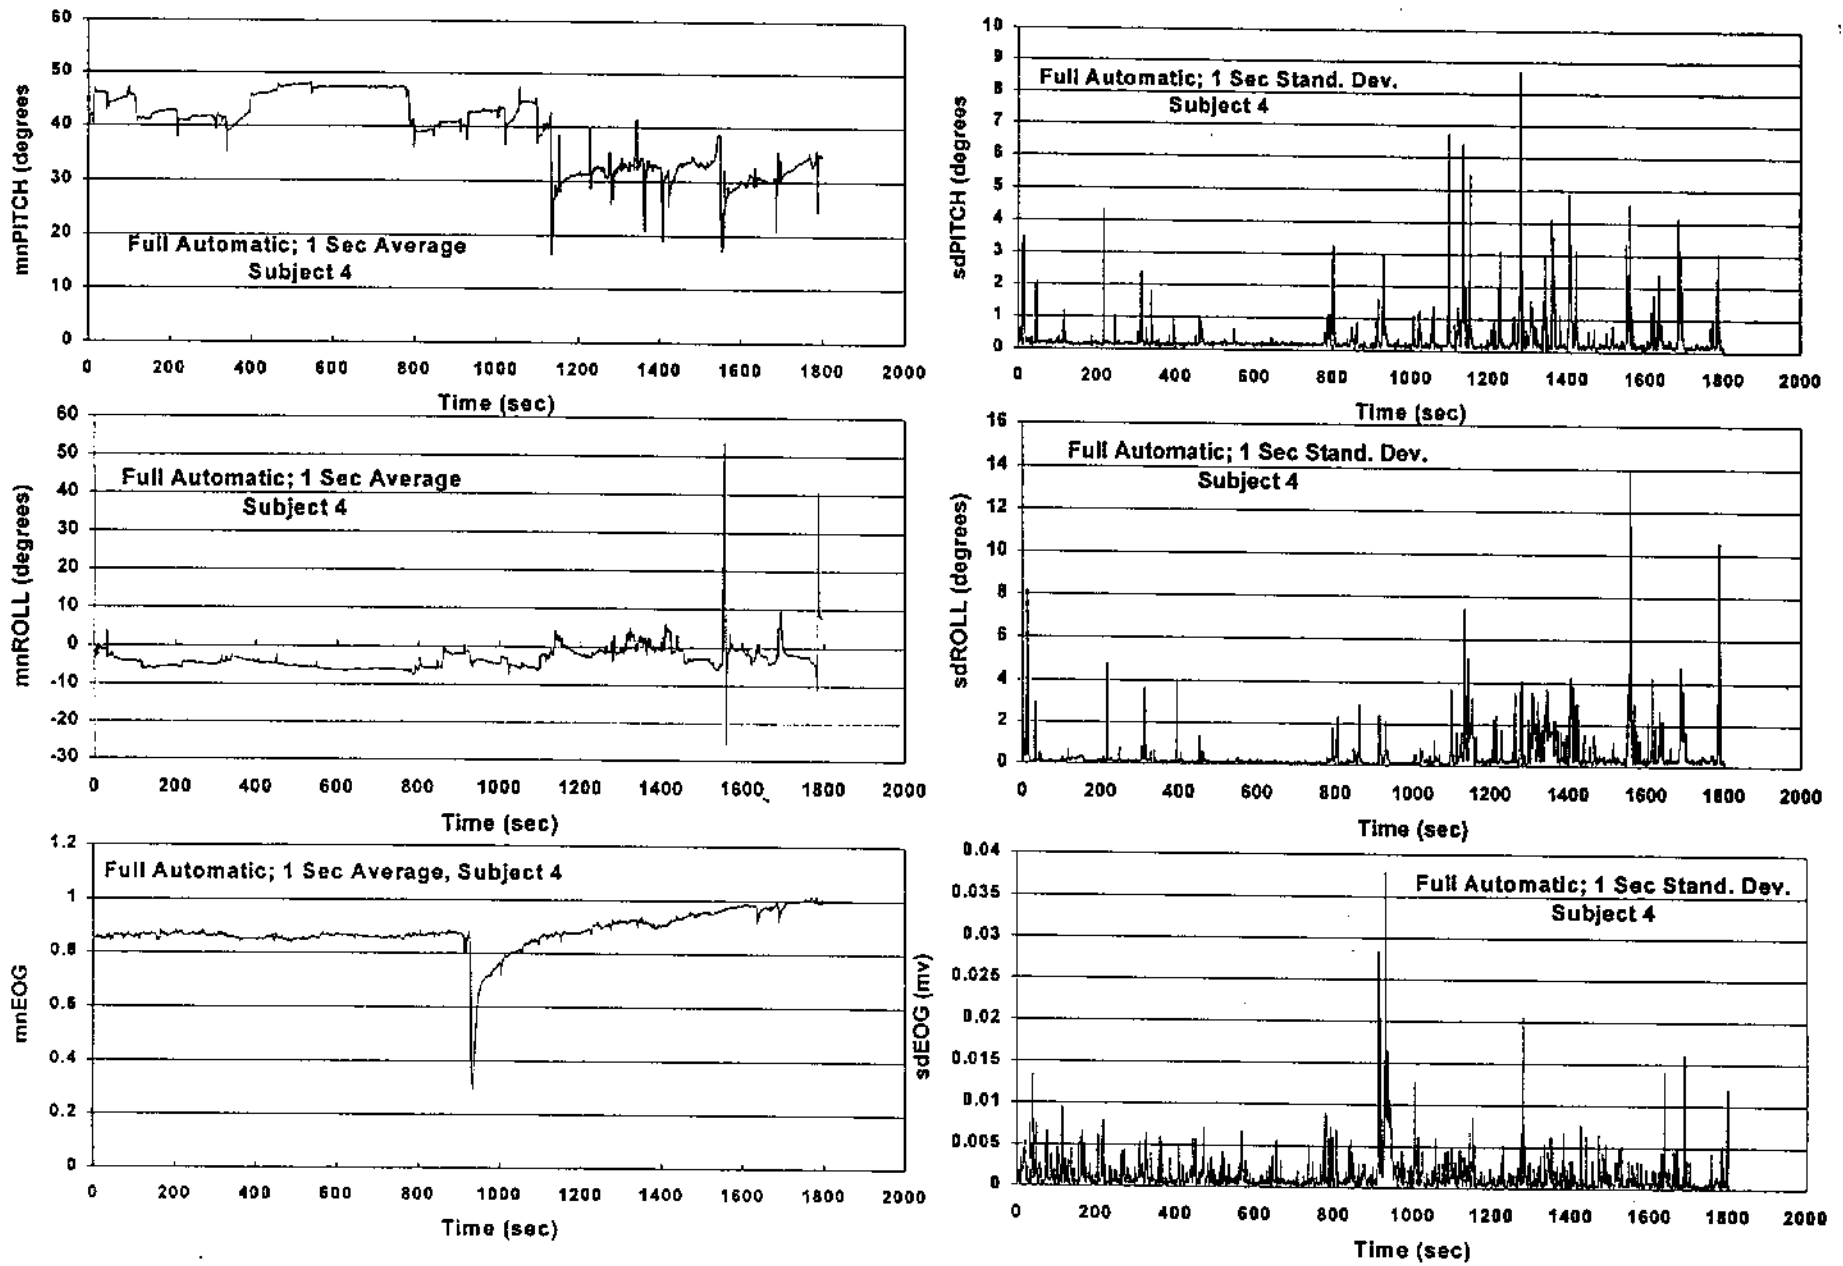 60
50
40
30
20
10
0
mnPITCH (degrees
Full Automatic; 1 Sec Average
Subject 4
0 200 400 600 800 1000 1200 1400 1600 1800 2000
Time (sec)
10
9
8
7
6
5
4
3
2
1
0
sdPITCH (degrees
Full Automatic; 1 Sec Stand. Dev.
Subject 4
0 200 400 600 800 1000 1200 1400 1600 1800 2000
Time (sec)
60
50
40
30
20
10
0
-10
-20
-30
mnROLL (degrees)
Full Automatic; 1 Sec Average
Subject 4
0 200 400 600 800 1000 1200 1400 1600 1800 2000
Time (sec)
16
14
12
10
8
6
4
2
0
sdROLL (degrees)
Full Automatic; 1 Sec Stand. Dev.
Subject 4
0 200 400 600 800 1000 1200 1400 1600 1800 2000
Time (sec)
1.2
1
0.8
0.6
0.4
0.2
0
mnEOG
Full Automatic; 1 Sec Average, Subject 4
0 200 400 600 800 1000 1200 1400 1600 1800 2000
Time (sec)
0.04
0.035
0.03
0.025
0.02
0.015
0.01
0.005
0
sdEOG (mv)
Full Automatic; 1 Sec Stand. Dev.
Subject 4
0 200 400 600 800 1000 1200 1400 1600 1800 2000
Time (sec)